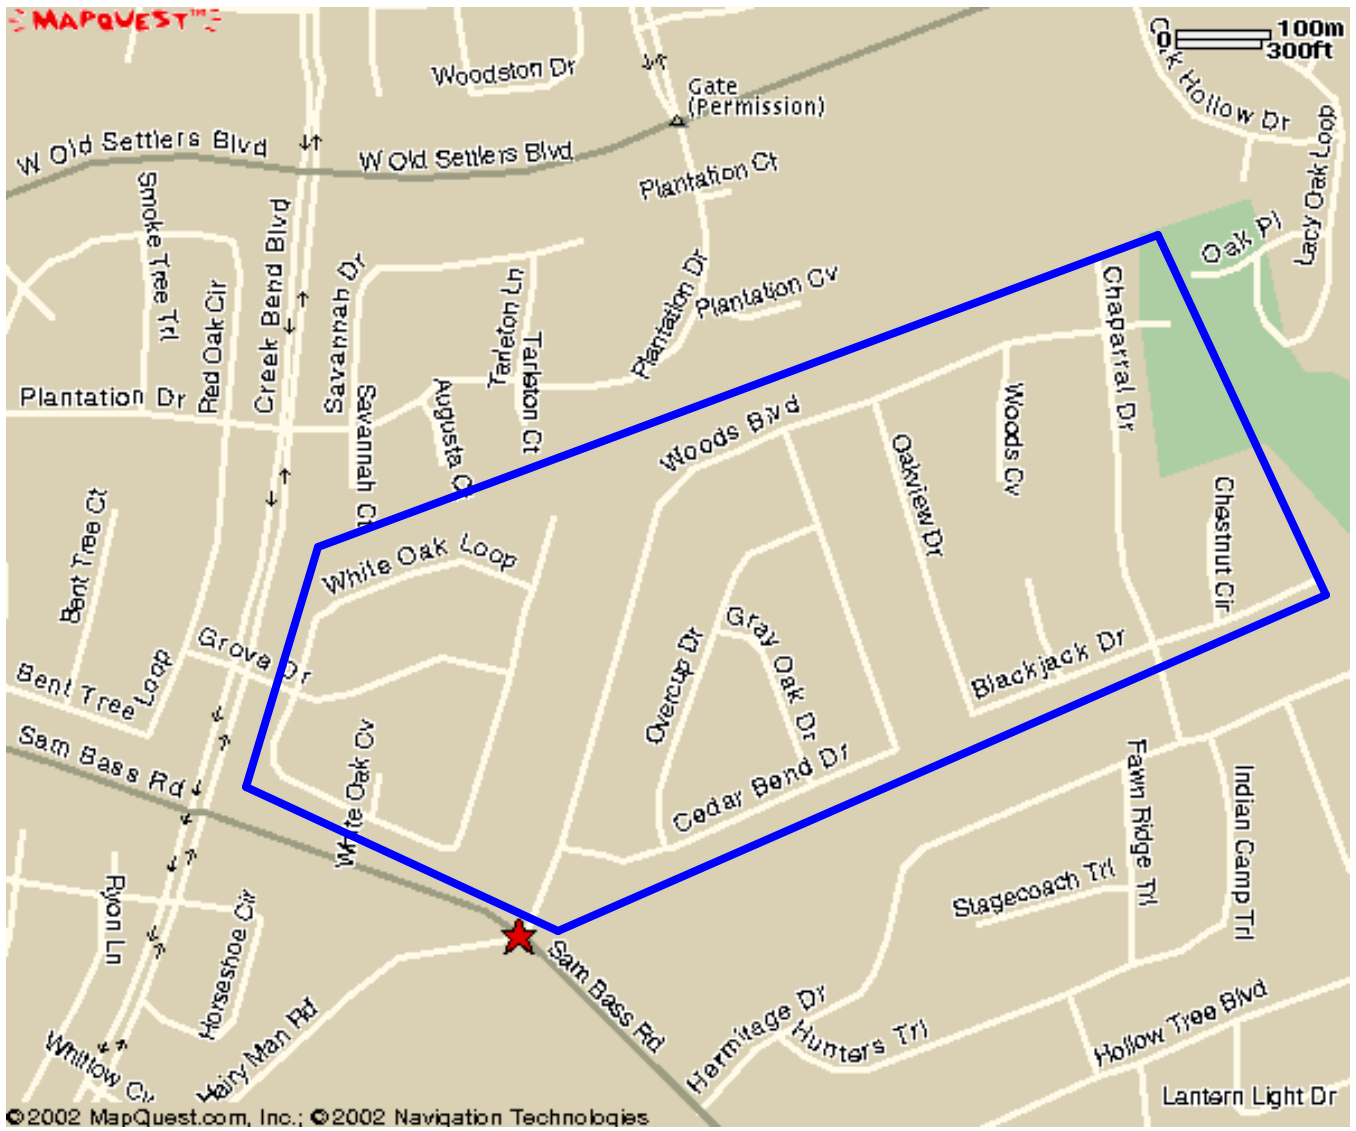 MAPQUEST™
0 100m
300ft
Woodston Dr
Gate
(Permission)
Hollow Dr
W Old Settlers Blvd
W Old Settlers Blvd
Plantation Ct
Lacy Oak Loop
Smoke Tree Trl
Creek Bend Blvd
Oak Pl
Red Oak Cir
Savannah Dr
Tarleton Ln
Plantation Dr
Plantation Cv
Chaparral Dr
Plantation Dr
Savannah Ct
Augusta Ct
Tarleton Ct
Woods Blvd
Woods Cv
Oakview Dr
Bent Tree Ct
Chestnut Cir
White Oak Loop
Grove Dr
Overcup Dr
Gray Oak Dr
Blackjack Dr
Bent Tree Loop
White Oak Cv
Sam Bass Rd
Cedar Bend Dr
Fawn Ridge Trl
Indian Camp Trl
Stagecoach Trl
Ryon Ln
Horseshoe Cir
Sam Bass Rd
Hermitage Dr
Hunters Trl
Hollow Tree Blvd
Hairy Man Rd
Whitlow Cv
Lantern Light Dr
©2002 MapQuest.com, Inc.; ©2002 Navigation Technologies